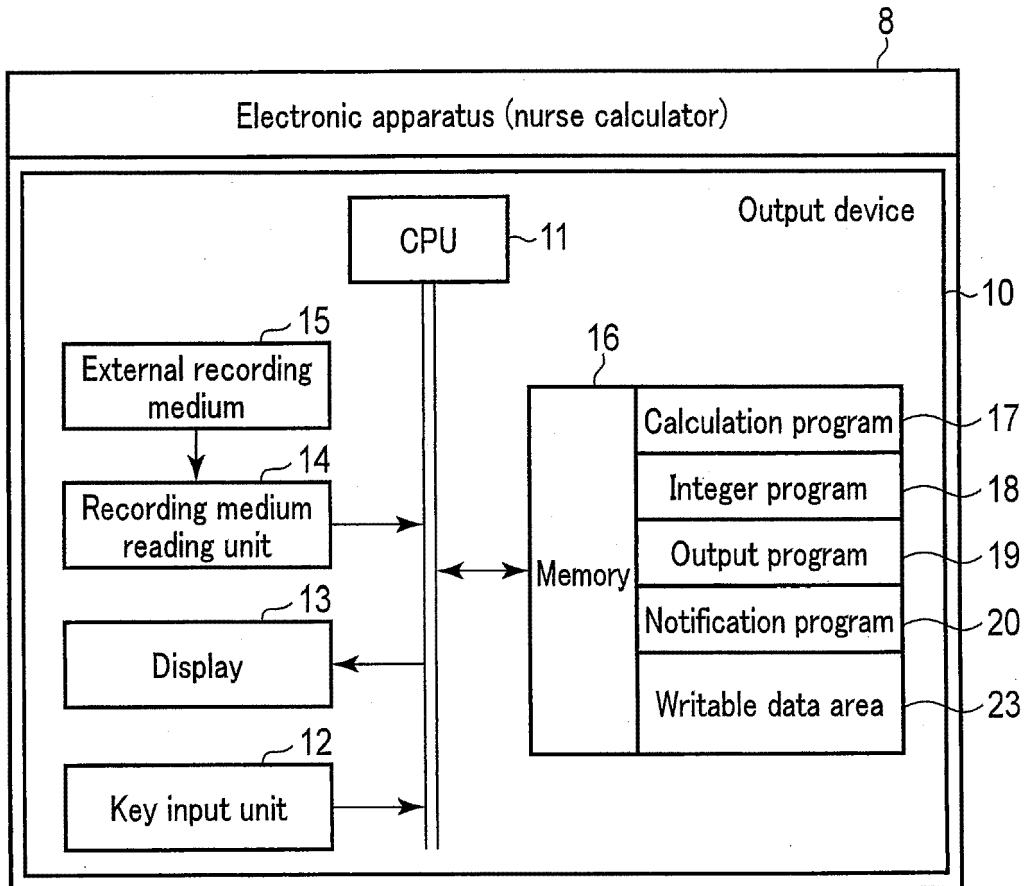 8
Electronic apparatus (nurse calculator)
Output device
CPU
11
10
15
External recording
medium
14
Recording medium
reading unit
13
Display
12
Key input unit
16
Memory
Calculation program
17
Integer program
18
Output program
19
Notification program
20
Writable data area
23